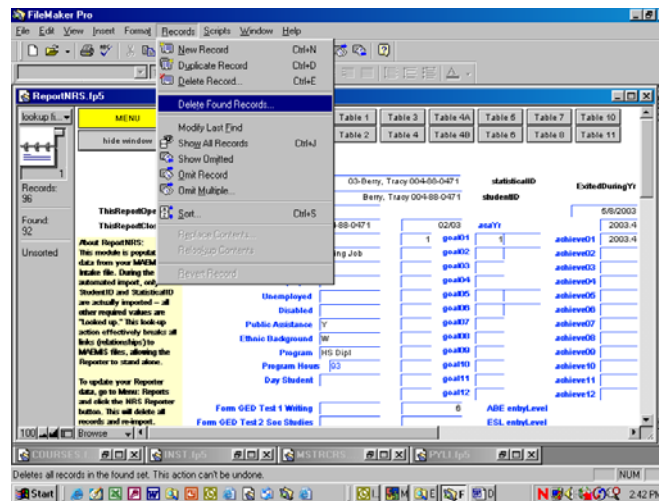 FileMaker Pro
File Edit View Insert Format Records Scripts Window Help
New Record Ctrl+N
Duplicate Record Ctrl+D
Delete Record... Ctrl+E
Delete Found Records...
Modify Last Find
Show All Records Ctrl+J
Show Omitted
Omit Record
Omit Multiple...
Sort... Ctrl+S
Replace Contents...
Relookup Contents
Revert Record
ReportNRS.fp5
lookup fi...
MENU
hide window
Table 1 Table 3 Table 4A Table 5 Table 7 Table 10
Table 2 Table 4 Table 4B Table 6 Table 8 Table 11
1
Records:
96
Found:
92
Unsorted
03-Berry, Tracy 004-88-0471 statisticalID
Berry, Tracy 004-88-0471 studentID
ExitedDuringYr
ThisReportOpe
ThisReportClo
5/8/2003
-88-0471 02/03 asaYr 2003.4
1 goal01 1 achieve01 2003.4
ing Job goal02 achieve02
goal03 achieve03
goal04 achieve04
Unemployed goal05 achieve05
Disabled goal06 achieve06
Public Assistance Y goal07 achieve07
Ethnic Background W goal08 achieve08
Program HS Dipl goal09 achieve09
Program Hours 93 goal10 achieve10
Day Student goal11 achieve11
goal12 achieve12
Form GED Test 1 Writing 6 ABE entryLevel
Form GED Test 2 Soc Studies ESL entryLevel
About ReportNRS:
This module is populat
data from your MAEM
Intake file. During the
automated import, only
StudentID and StatisticalID
are actually imported -- all
other required values are
"Looked up." This look-up
action effectively breaks all
links (relationships) to
MAEMIS files, allowing the
Reporter to stand alone.
To update your Reporter
data, go to Menu: Reports
and click the NRS Reporter
button. This will delete all
records and re-import.
100 Browse
COURSES.f INST.fp5 MSTRCRS PYLL.fp5
Deletes all records in the found set. This action can't be undone.
NUM
Start
2:42 PM